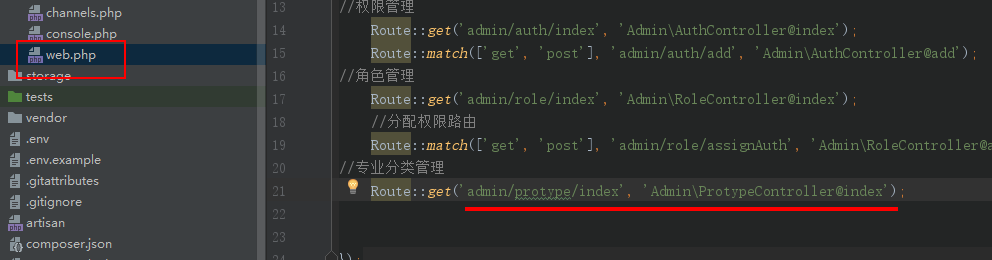 channels.php
console.php
web.php
storage
tests
vendor
.env
.env.example
.gitattributes
.gitignore
artisan
composer.json
13 //权限管理
14 Route::get('admin/auth/index', 'Admin\AuthController@index');
15 Route::match(['get', 'post'], 'admin/auth/add', 'Admin\AuthController@add');
16 //角色管理
17 Route::get('admin/role/index', 'Admin\RoleController@index');
18 //分配权限路由
19 Route::match(['get', 'post'], 'admin/role/assignAuth', 'Admin\RoleController@a
20 //专业分类管理
21 Route::get('admin/protype/index', 'Admin\ProtypeController@index');
22
23
24 });